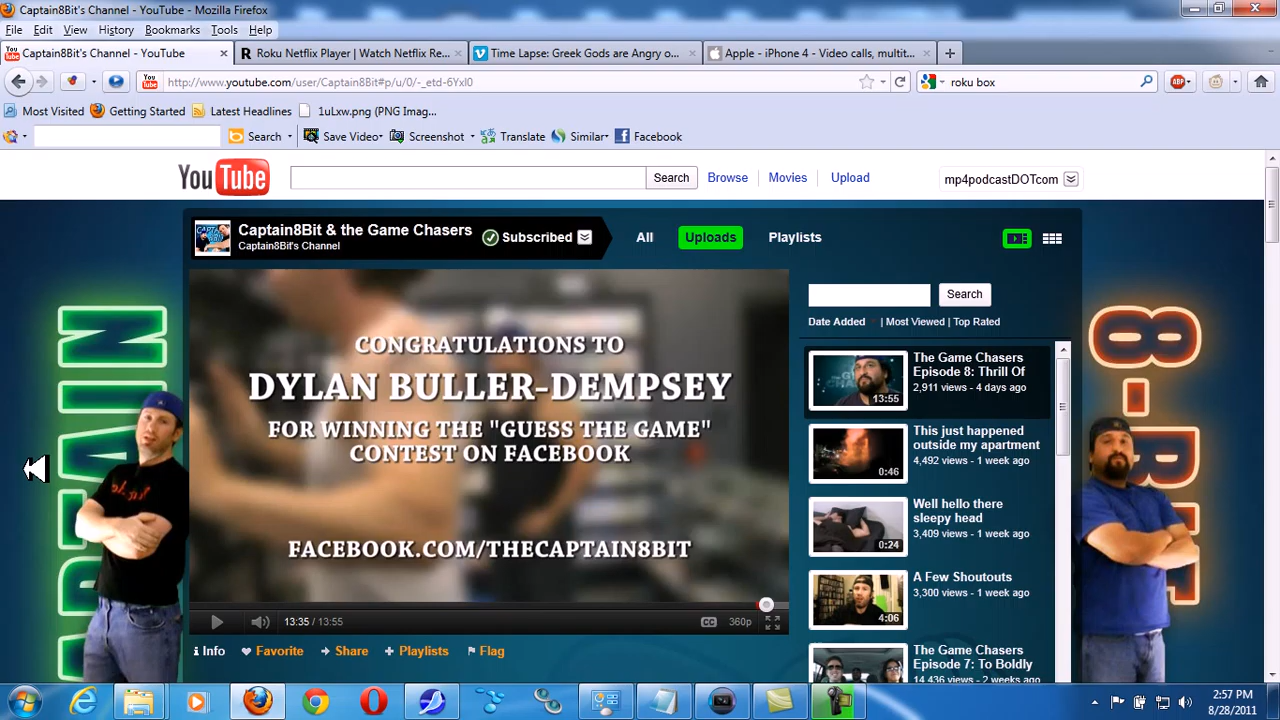 Captain8Bit's Channel - YouTube - Mozilla Firefox
File Edit View History Bookmarks Tools Help
Captain8Bit's Channel - YouTube
Roku Netflix Player | Watch Netflix Re...
Time Lapse: Greek Gods are Angry o...
Apple - iPhone 4 - Video calls, multit...
http://www.youtube.com/user/Captain8Bit#p/u/0/-_etd-6YxI0
roku box
Most Visited Getting Started Latest Headlines 1uLxw.png (PNG Imag...
Search Save Video Screenshot Translate Similar Facebook
YouTube
Search Browse Movies Upload mp4podcastDOTcom
Captain8Bit & the Game Chasers
Captain8Bit's Channel
Subscribed
All Uploads Playlists
CONGRATULATIONS TO
DYLAN BULLER-DEMPSEY
FOR WINNING THE "GUESS THE GAME"
CONTEST ON FACEBOOK
FACEBOOK.COM/THECAPTAIN8BIT
13:35 / 13:55
CC 360p
Info Favorite Share Playlists Flag
Search
Date Added | Most Viewed | Top Rated
The Game Chasers
Episode 8: Thrill Of
2,911 views - 4 days ago
13:55
This just happened
outside my apartment
4,492 views - 1 week ago
0:46
Well hello there
sleepy head
3,409 views - 1 week ago
0:24
A Few Shoutouts
3,300 views - 1 week ago
4:06
The Game Chasers
Episode 7: To Boldly
14,436 views - 2 weeks
CAPTAIN
8-BIT
2:57 PM
8/28/2011